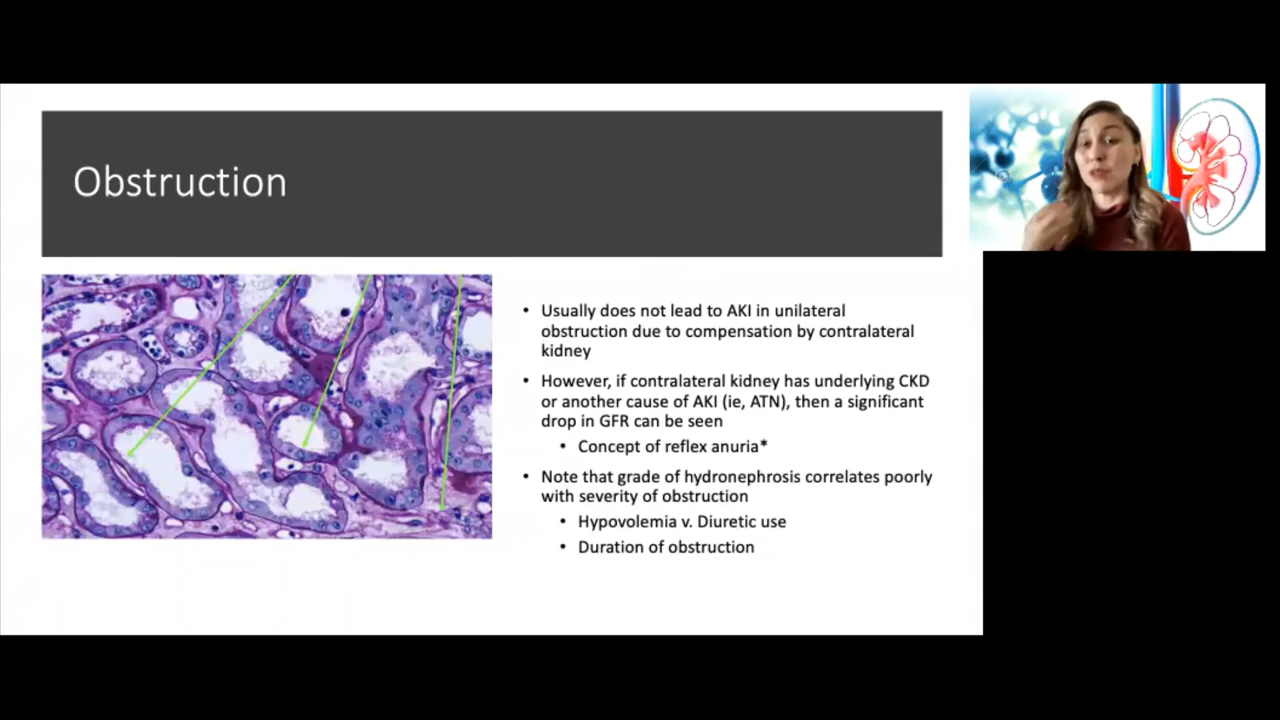 Obstruction
• Usually does not lead to AKI in unilateral
obstruction due to compensation by contralateral
kidney
• However, if contralateral kidney has underlying CKD
or another cause of AKI (ie, ATN), then a significant
drop in GFR can be seen
• Concept of reflex anuria*
• Note that grade of hydronephrosis correlates poorly
with severity of obstruction
• Hypovolemia v. Diuretic use
• Duration of obstruction